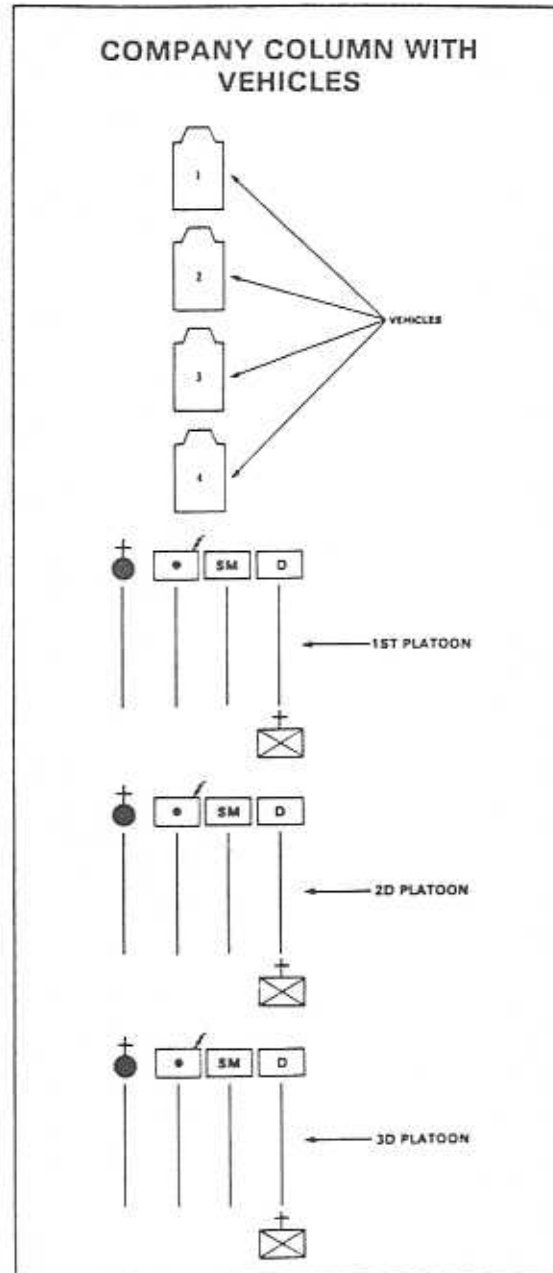 COMPANY COLUMN WITH
VEHICLES
1
2
VEHICLES
3
4
SM D
1ST PLATOON
SM D
2D PLATOON
SM D
3D PLATOON